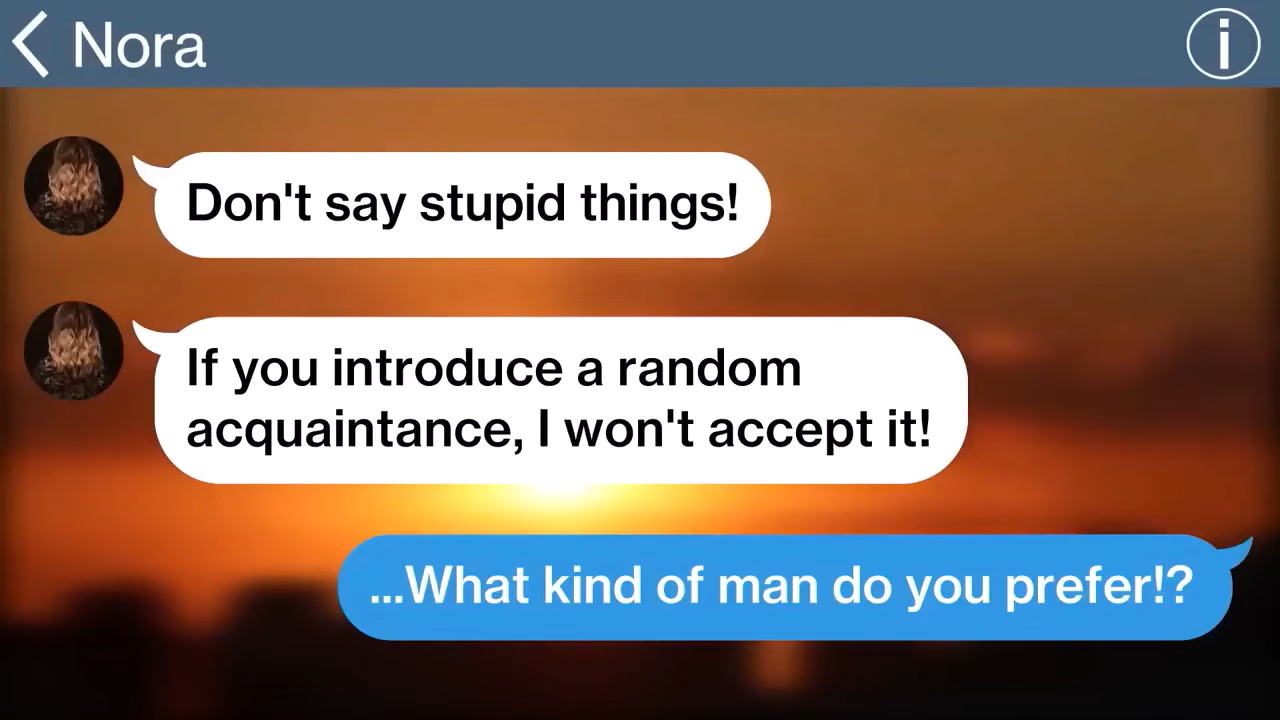 Nora
Don't say stupid things!
If you introduce a random
acquaintance, I won't accept it!
...What kind of man do you prefer!?